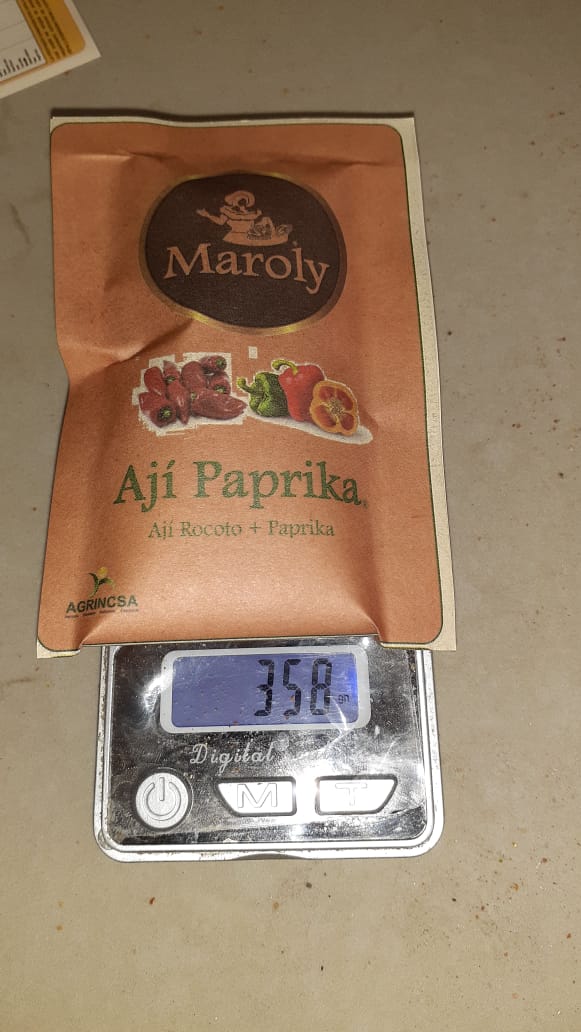 Maroly
Ají Paprika
Ají Rocoto + Paprika
AGRINCSA
358
Digital
M
T